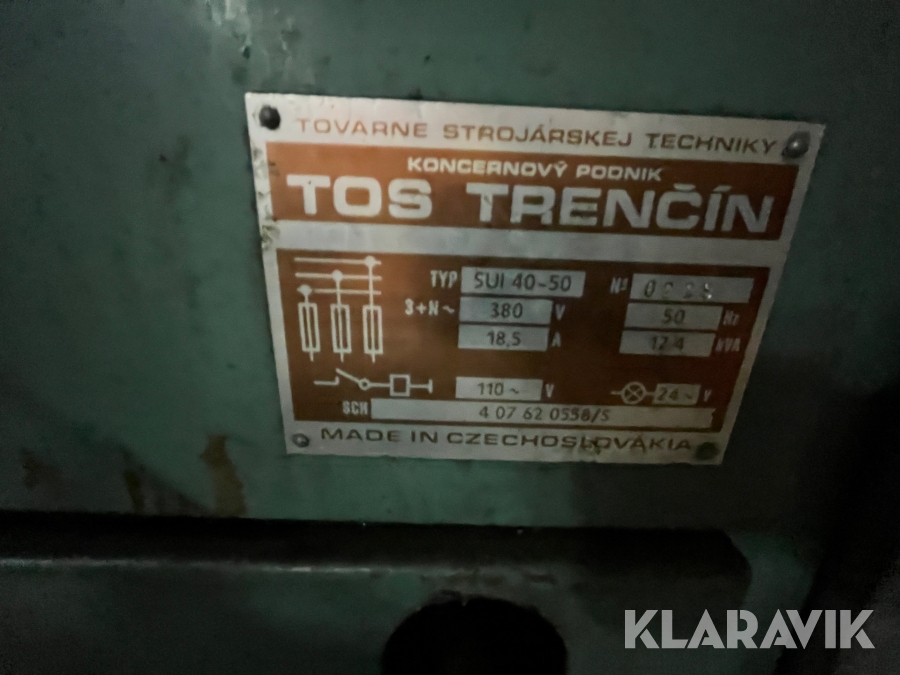 TOVARNE STROJÁRSKEJ TECHNIKY
KONCERNOVÝ PODNIK
TOS TRENČÍN
TYP SUI 40-50 Nº
3+N~ 380 V 50 Hz
18,5 A 12,4 kVA
110~ V 24~ V
SCH 4 07 62 0558/5
MADE IN CZECHOSLOVAKIA
KLARAVIK